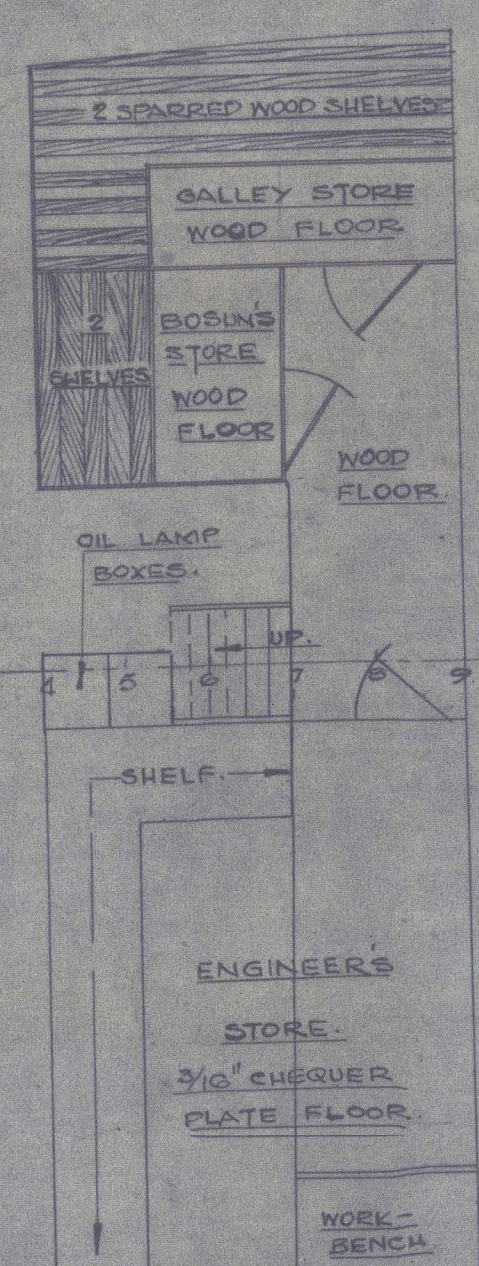 2 SPARRED WOOD SHELVES
GALLEY STORE
WOOD FLOOR
2
SHELVES
BOSUN'S
STORE
WOOD
FLOOR
WOOD
FLOOR.
OIL LAMP
BOXES.
UP.
4 5 6 7 8 9
SHELF.
ENGINEER'S
STORE.
3/16" CHEQUER
PLATE FLOOR.
WORK-
BENCH